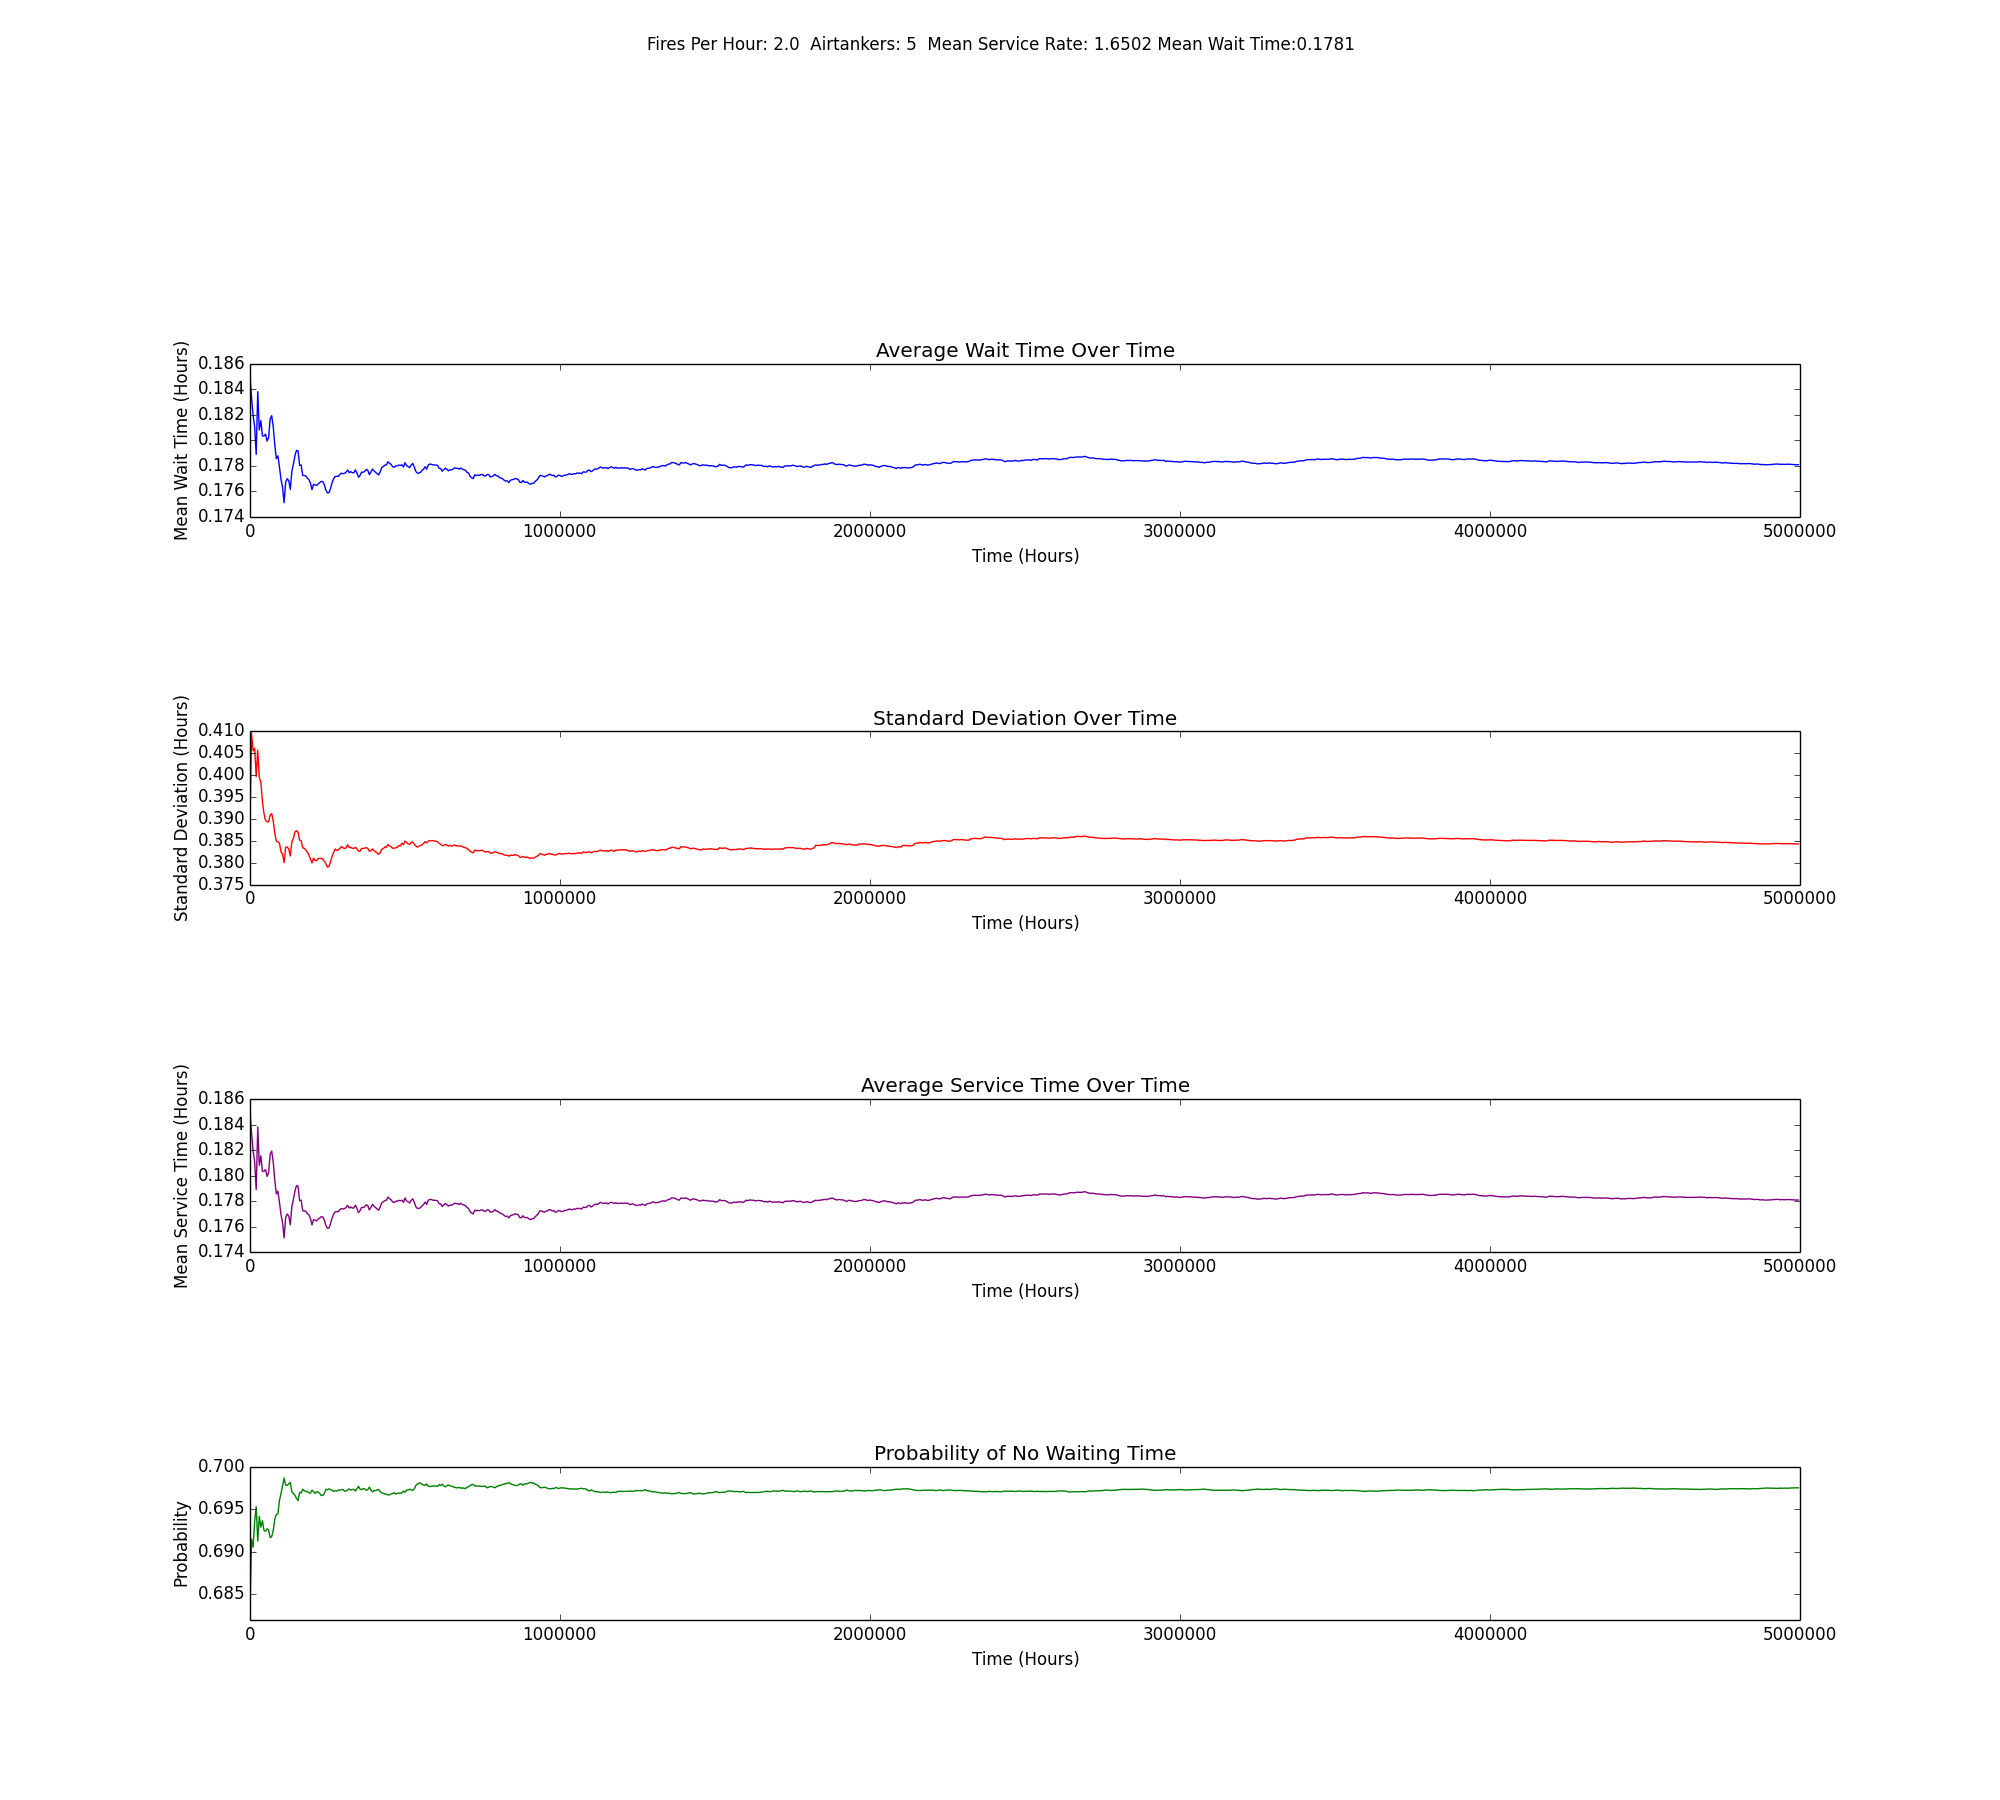 Fires Per Hour: 2.0  Airtankers: 5  Mean Service Rate: 1.6502 Mean Wait Time:0.1781
Average Wait Time Over Time
Mean Wait Time (Hours)
0.186
0.184
0.182
0.180
0.178
0.176
0.174
0 1000000 2000000 3000000 4000000 5000000
Time (Hours)
Standard Deviation Over Time
Standard Deviation (Hours)
0.410
0.405
0.400
0.395
0.390
0.385
0.380
0.375
0 1000000 2000000 3000000 4000000 5000000
Time (Hours)
Average Service Time Over Time
Mean Service Time (Hours)
0.186
0.184
0.182
0.180
0.178
0.176
0.174
0 1000000 2000000 3000000 4000000 5000000
Time (Hours)
Probability of No Waiting Time
Probability
0.700
0.695
0.690
0.685
0 1000000 2000000 3000000 4000000 5000000
Time (Hours)